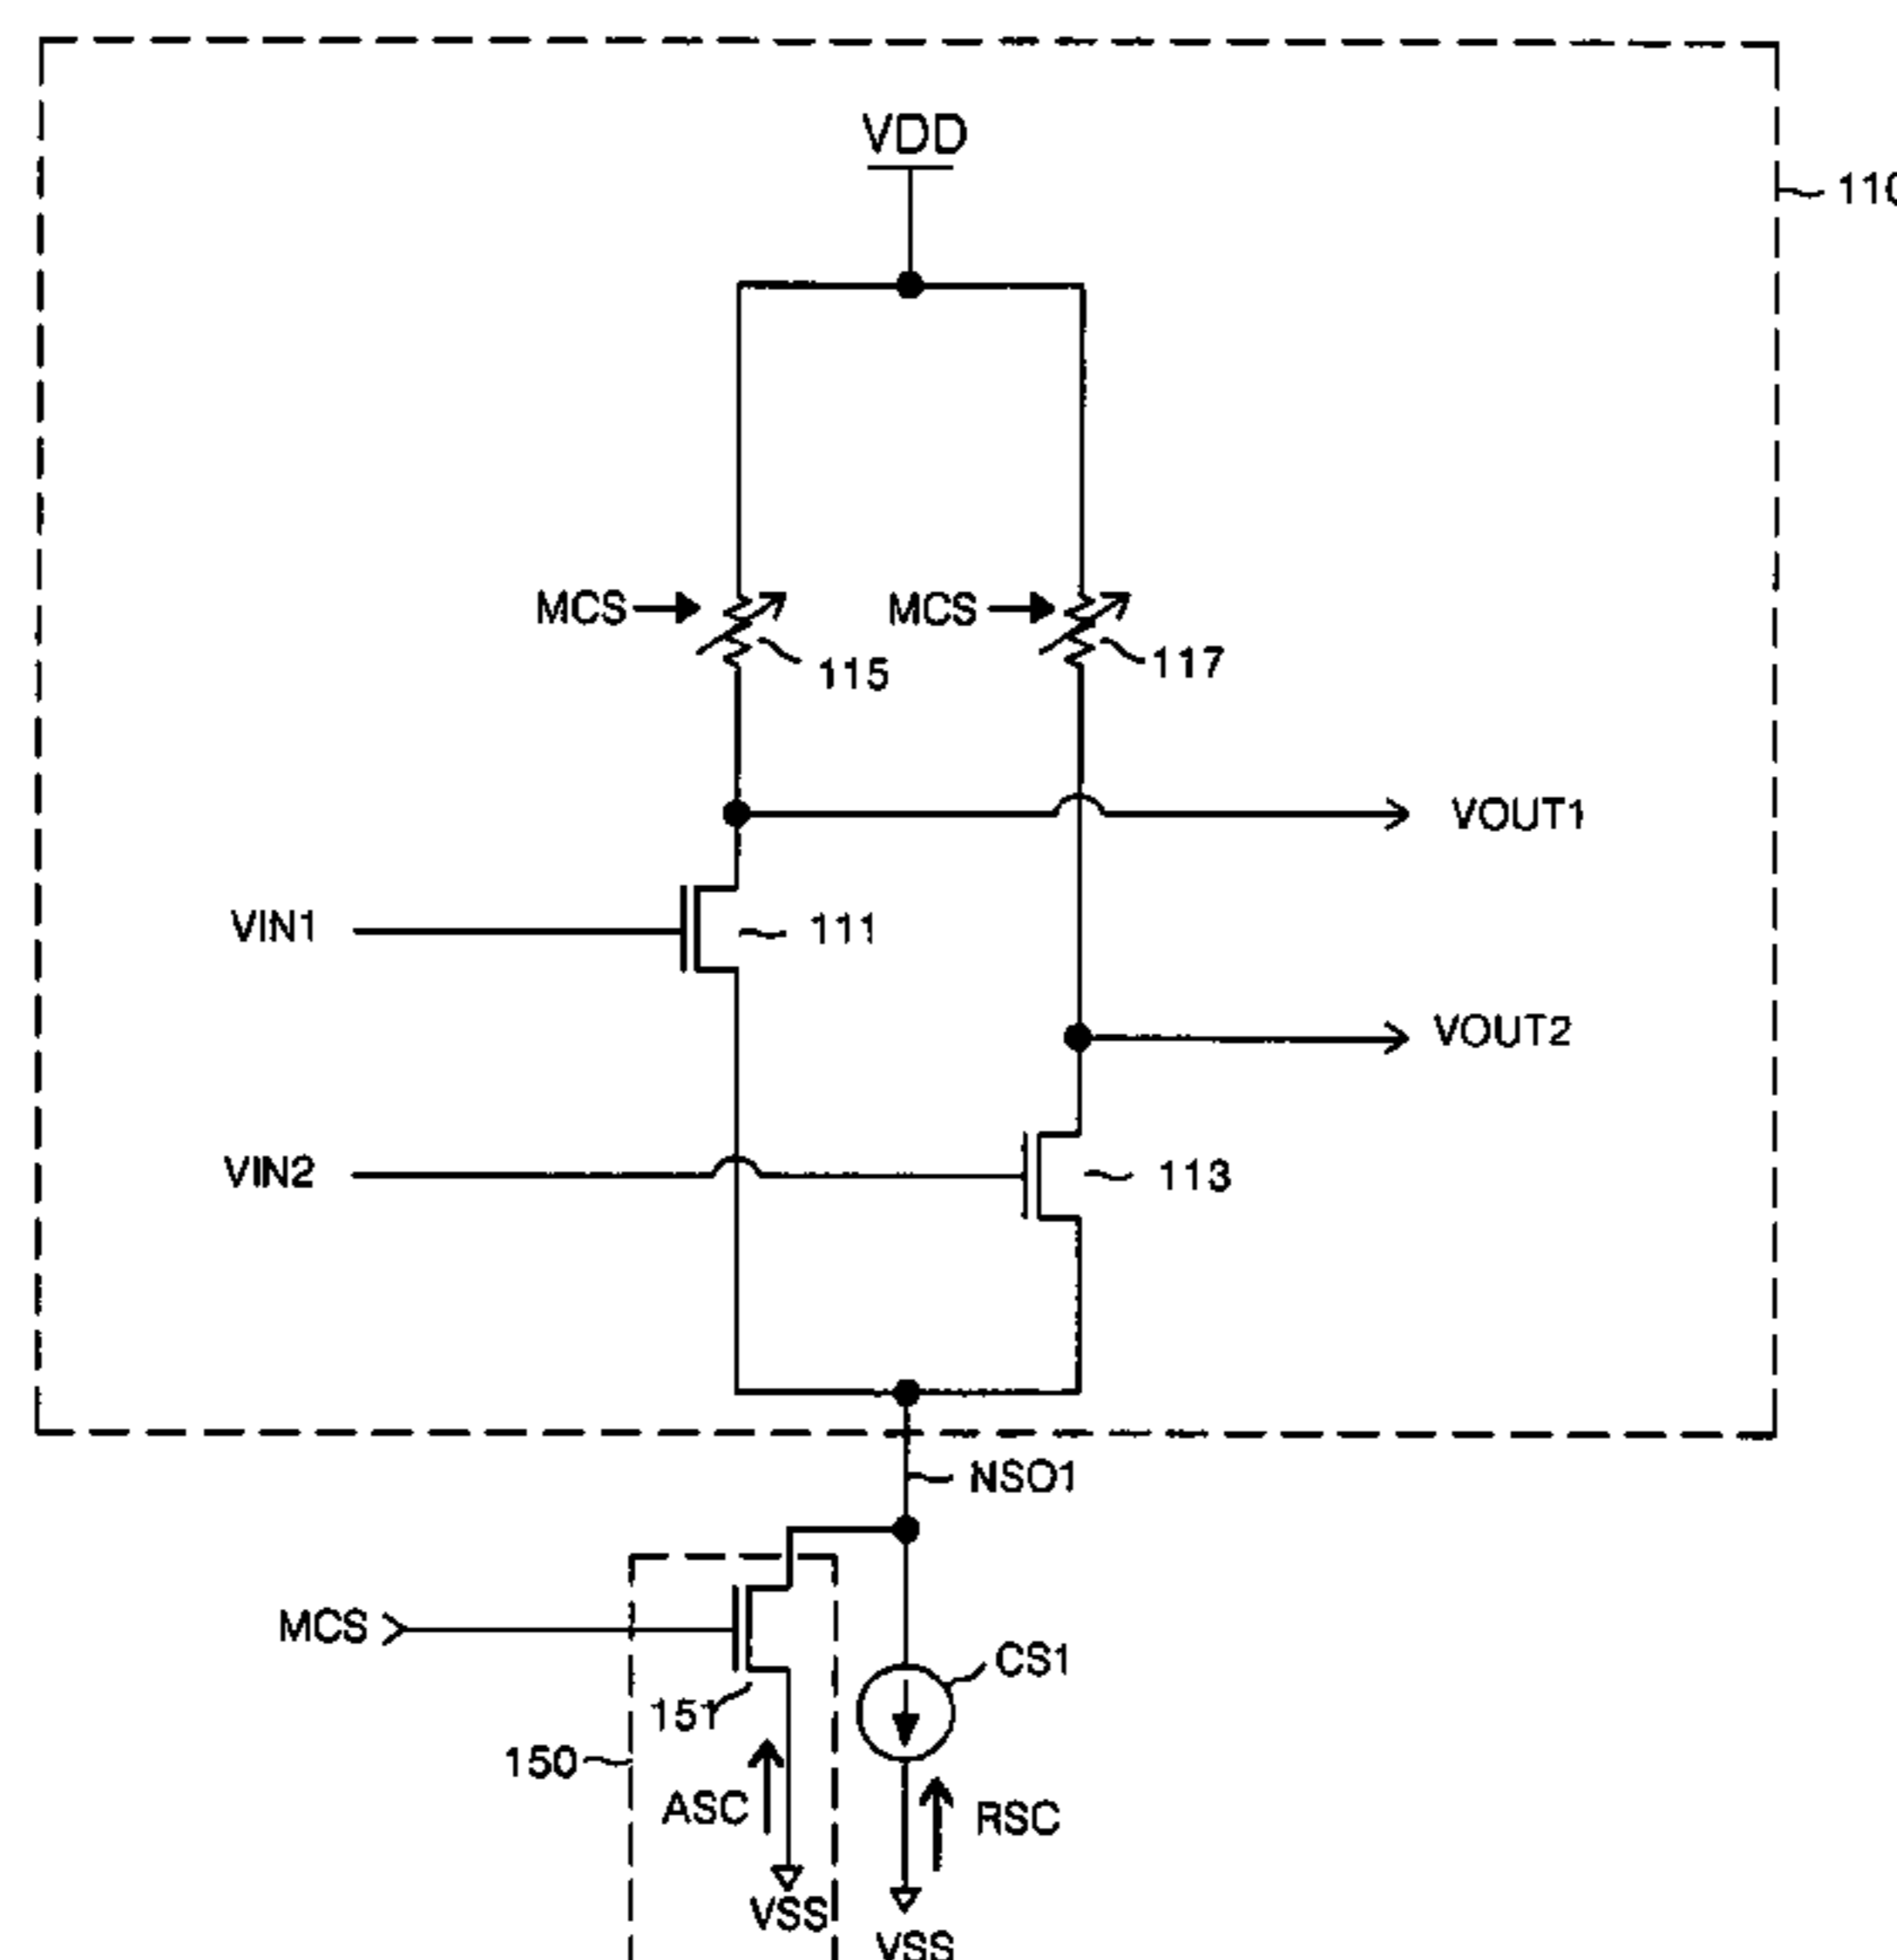 VDD
110
MCS
MCS
115
117
VOUT1
VIN1
111
VOUT2
VIN2
113
NSO1
MCS
CS1
151
150
ASC
RSC
VSS
VSS